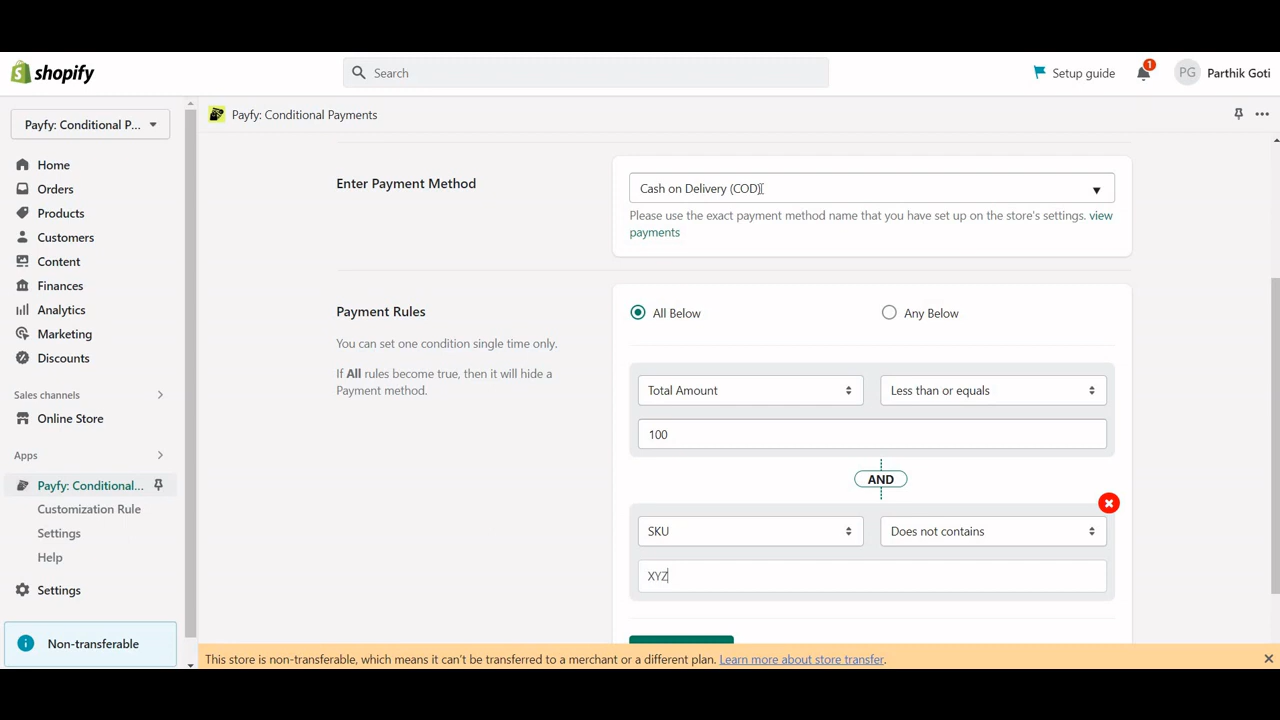 shopify
Search
Setup guide
1
PG
Parthik Goti
Payfy: Conditional P...
Payfy: Conditional Payments
Home
Orders
Products
Customers
Content
Finances
Analytics
Marketing
Discounts
Sales channels
Online Store
Apps
Payfy: Conditional...
Customization Rule
Settings
Help
Settings
Non-transferable
Enter Payment Method
Cash on Delivery (COD)
Please use the exact payment method name that you have set up on the store's settings. view
payments
Payment Rules
You can set one condition single time only.
If All rules become true, then it will hide a
Payment method.
All Below
Any Below
Total Amount
Less than or equals
100
AND
SKU
Does not contains
XYZ
This store is non-transferable, which means it can't be transferred to a merchant or a different plan. Learn more about store transfer.